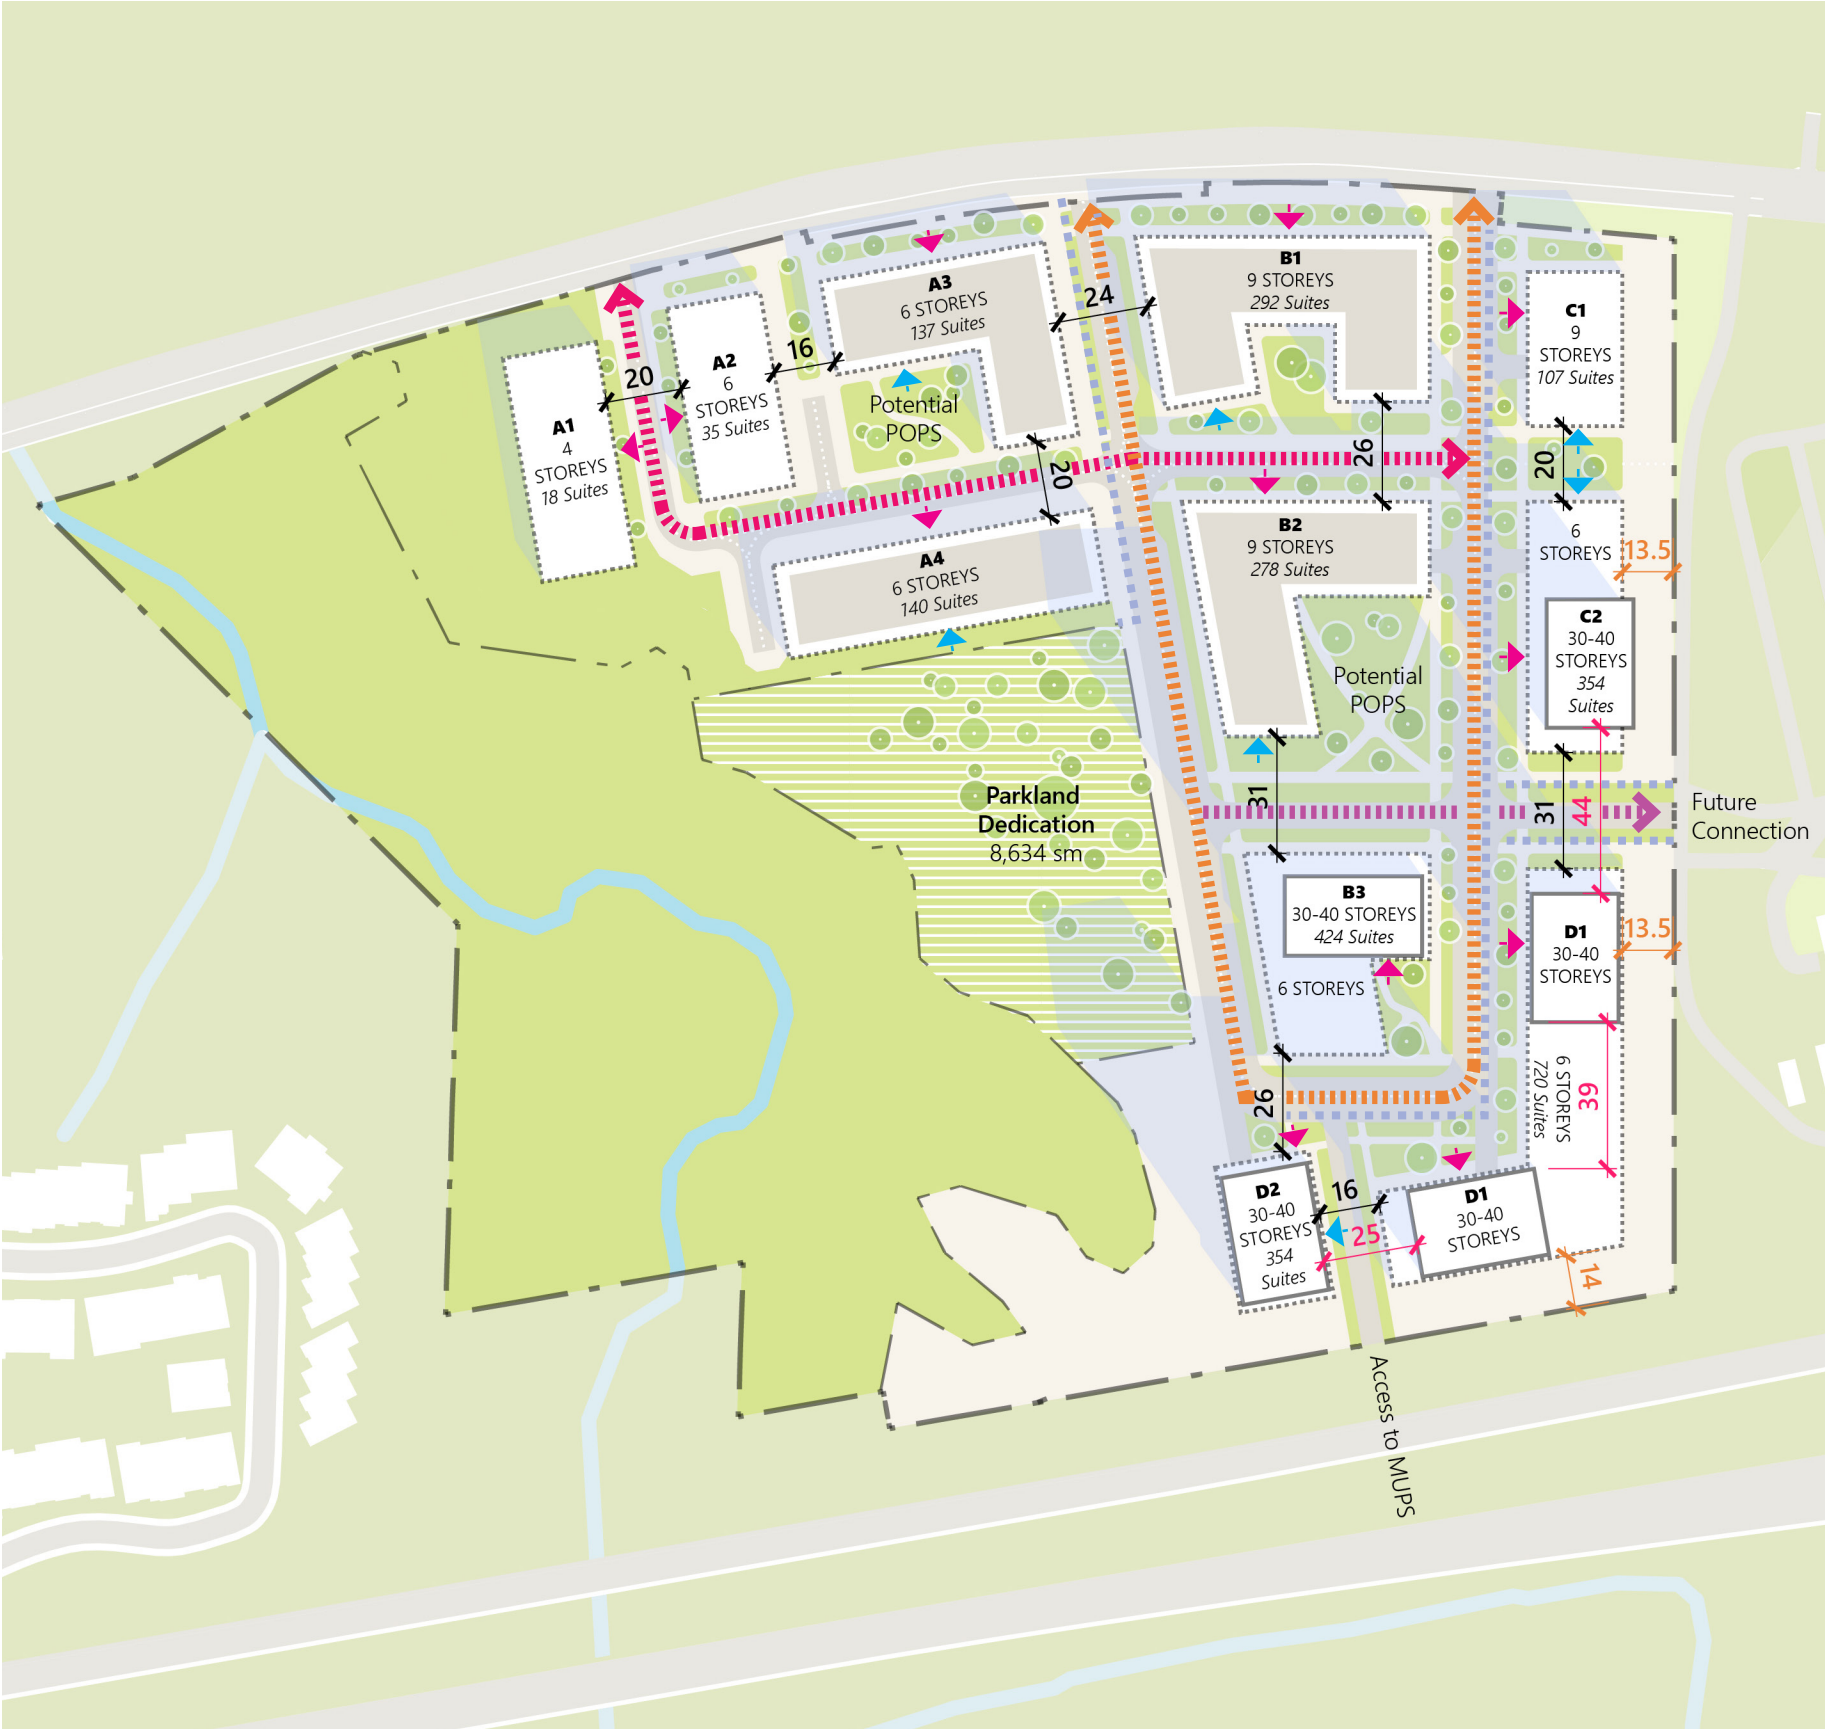 A1
4
STOREYS
18 Suites
20
A2
6
STOREYS
35 Suites
16
A3
6 STOREYS
137 Suites
Potential
POPS
20
A4
6 STOREYS
140 Suites
24
B1
9 STOREYS
292 Suites
26
C1
9
STOREYS
107 Suites
20
B2
9 STOREYS
278 Suites
Potential
POPS
6
STOREYS
13.5
C2
30-40
STOREYS
354
Suites
Parkland
Dedication
8,634 sm
31
31
44
Future
Connection
B3
30-40 STOREYS
424 Suites
6 STOREYS
D1
30-40
STOREYS
13.5
6 STOREYS
720 Suites
39
26
D2
30-40
STOREYS
354
Suites
16
25
D1
30-40
STOREYS
14
Access to MUPS